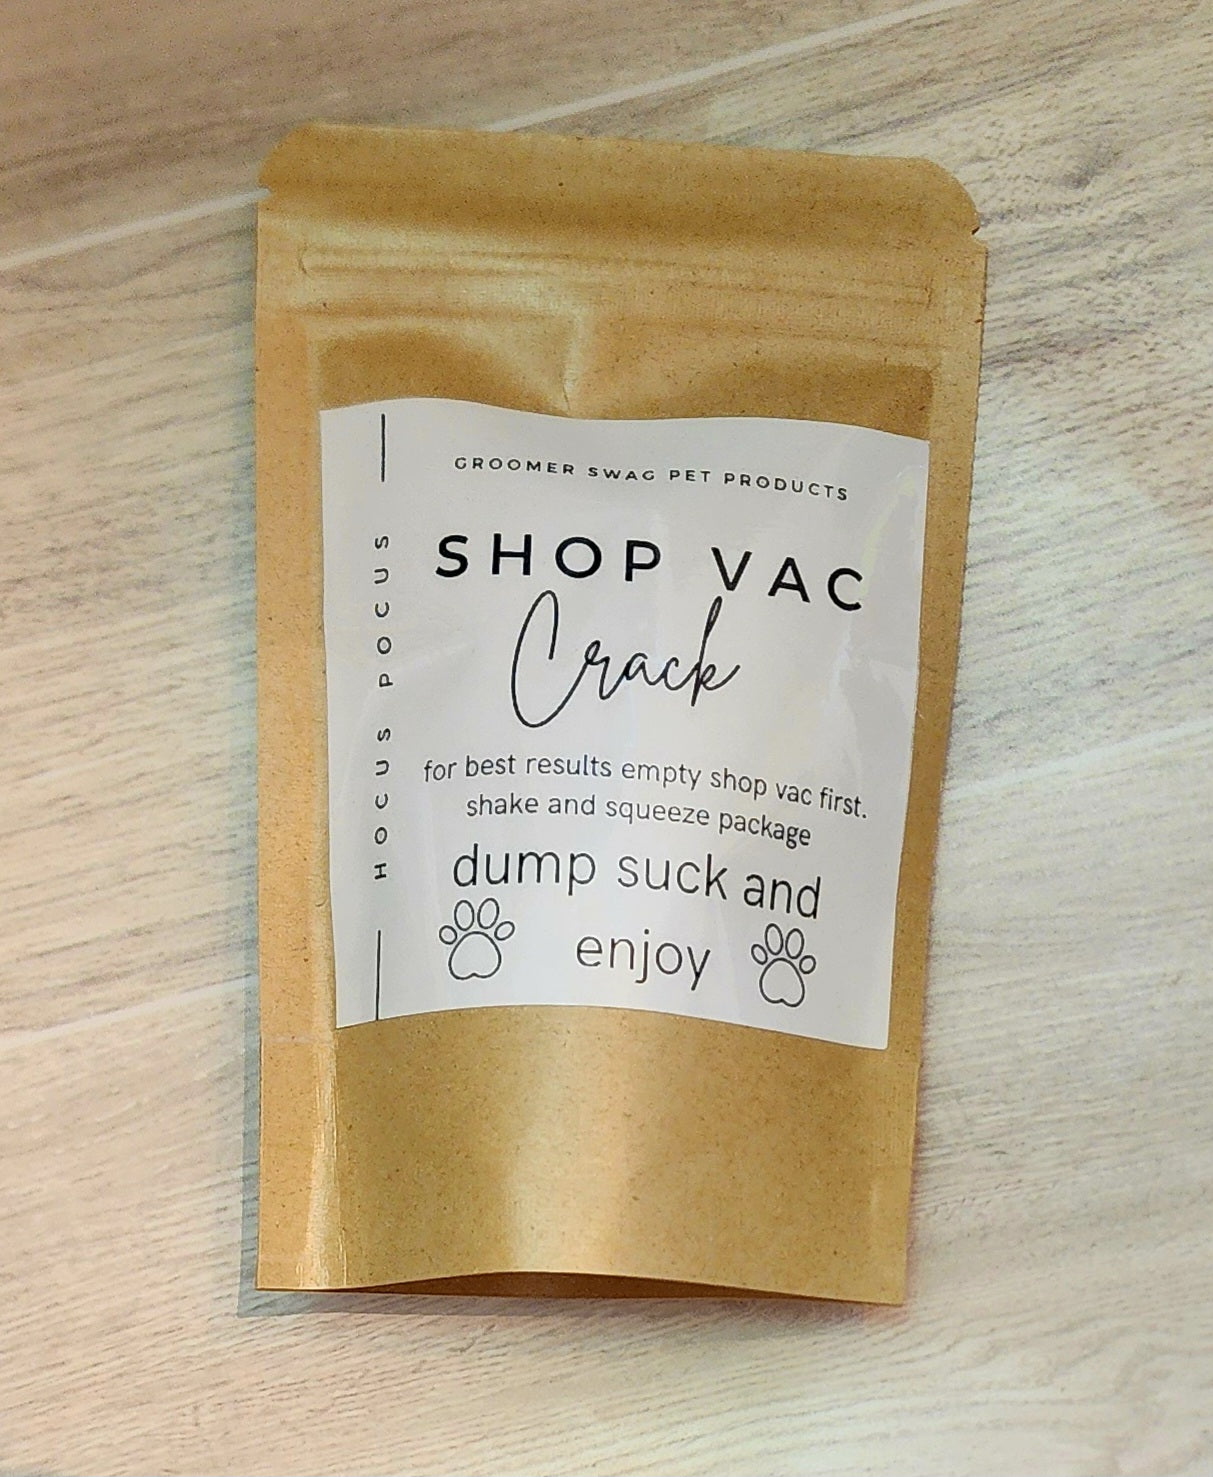 GROOMER SWAG PET PRODUCTS
SHOP VAC
Crack
for best results empty shop vac first.
shake and squeeze package
dump suck and
enjoy
HOCUS POCUS